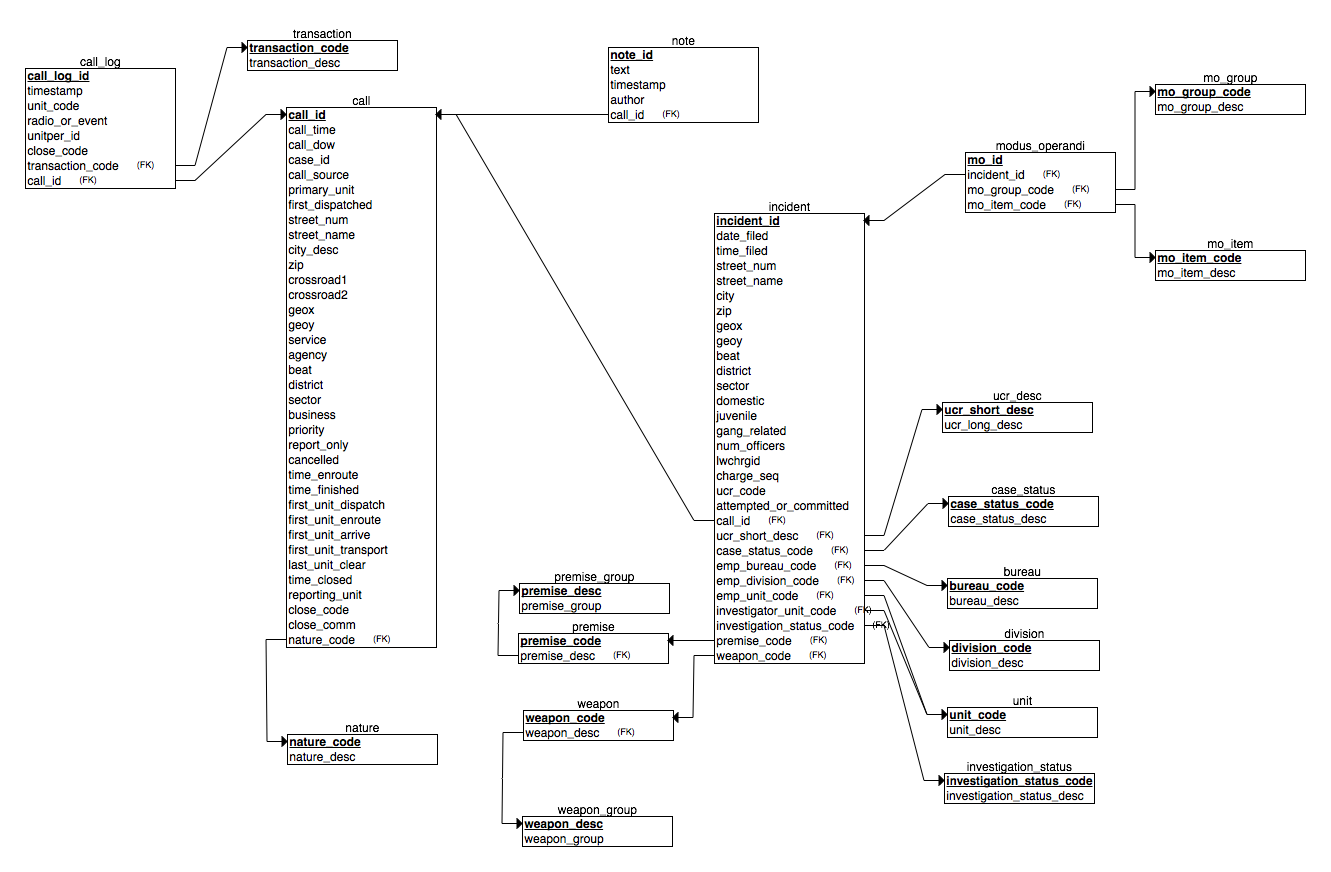 transaction
transaction_code
transaction_desc
call_log
call_log_id
timestamp
unit_code
radio_or_event
unitper_id
close_code
transaction_code (FK)
call_id (FK)
note
note_id
text
timestamp
author
call_id (FK)
call
call_id
call_time
call_dow
case_id
call_source
primary_unit
first_dispatched
street_num
street_name
city_desc
zip
crossroad1
crossroad2
geox
geoy
service
agency
beat
district
sector
business
priority
report_only
cancelled
time_enroute
time_finished
first_unit_dispatch
first_unit_enroute
first_unit_arrive
first_unit_transport
last_unit_clear
time_closed
reporting_unit
close_code
close_comm
nature_code (FK)
nature
nature_code
nature_desc
mo_group
mo_group_code
mo_group_desc
modus_operandi
mo_id
incident_id (FK)
mo_group_code (FK)
mo_item_code (FK)
mo_item
mo_item_code
mo_item_desc
incident
incident_id
date_filed
time_filed
street_num
street_name
city
zip
geox
geoy
beat
district
sector
domestic
juvenile
gang_related
num_officers
lwchrgid
charge_seq
ucr_code
attempted_or_committed
call_id (FK)
ucr_short_desc (FK)
case_status_code (FK)
emp_bureau_code (FK)
emp_division_code (FK)
emp_unit_code (FK)
investigator_unit_code (FK)
investigation_status_code (FK)
premise_code (FK)
weapon_code (FK)
ucr_desc
ucr_short_desc
ucr_long_desc
case_status
case_status_code
case_status_desc
bureau
bureau_code
bureau_desc
division
division_code
division_desc
unit
unit_code
unit_desc
investigation_status
investigation_status_code
investigation_status_desc
premise_group
premise_desc
premise_group
premise
premise_code
premise_desc (FK)
weapon
weapon_code
weapon_desc (FK)
weapon_group
weapon_desc
weapon_group